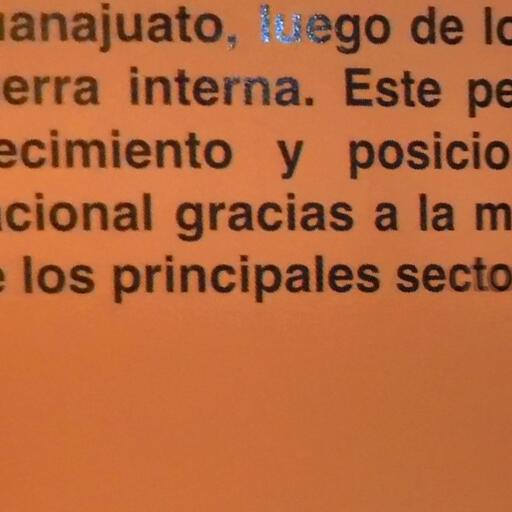 uanajuato, luego de lo
erra interna. Este pe
ecimiento y posicio
acional gracias a la m
e los principales secto